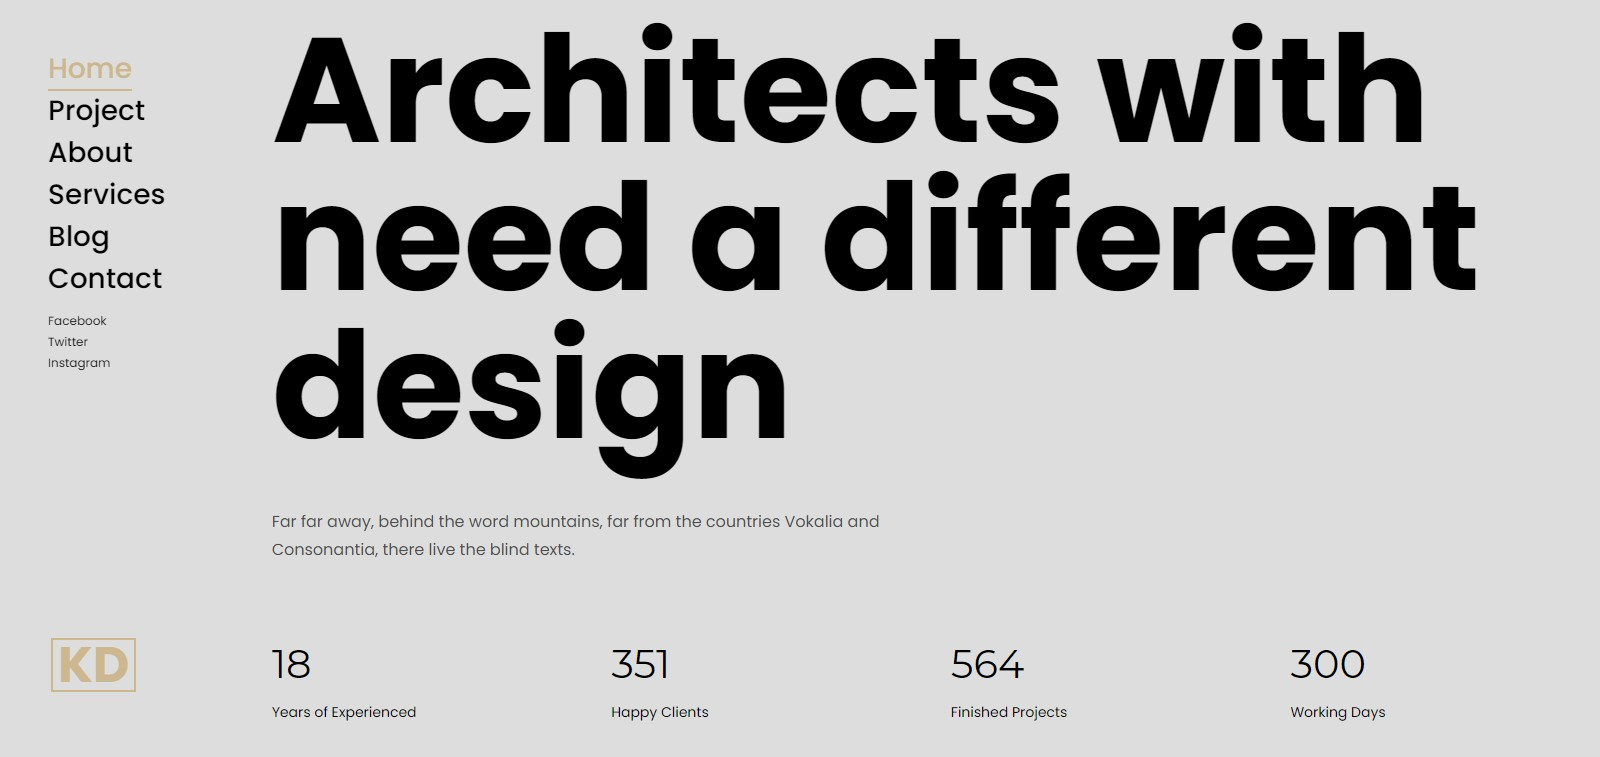 Home
Project
About
Services
Blog
Contact
Facebook
Twitter
Instagram
KD
Architects with
need a different
design
Far far away, behind the word mountains, far from the countries Vokalia and
Consonantia, there live the blind texts.
18
Years of Experienced
351
Happy Clients
564
Finished Projects
300
Working Days